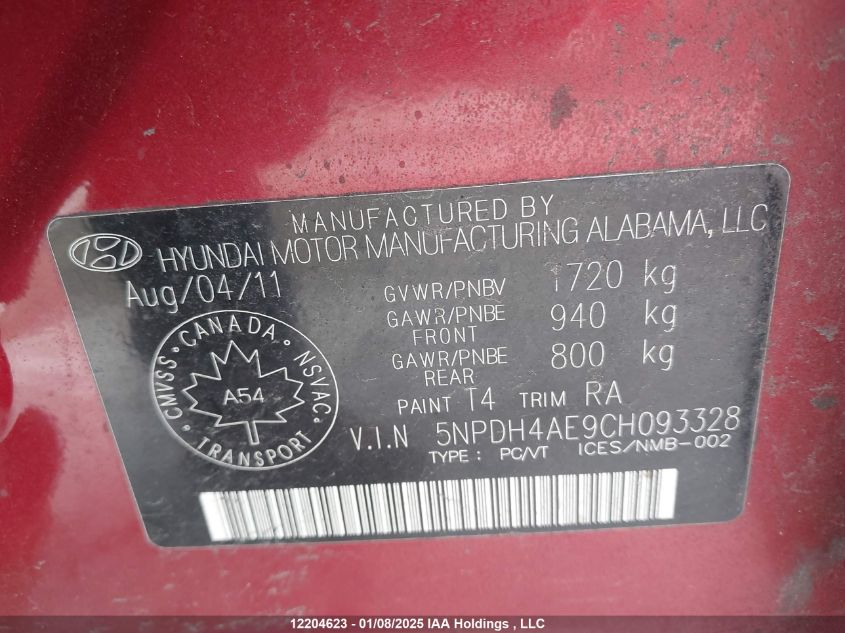 MANUFACTURED BY
HYUNDAI MOTOR MANUFACTURING ALABAMA, LLC
Aug/04/11
GVWR/PNBV 1720 kg
GAWR/PNBE FRONT 940 kg
GAWR/PNBE REAR 800 kg
PAINT T4 TRIM RA
V.I.N 5NPDH4AE9CH093328
TYPE : PC/VT ICES/NMB-002
CANADA
CMVSS · NSVAC
A54
TRANSPORT
12204623 - 01/08/2025 IAA Holdings , LLC